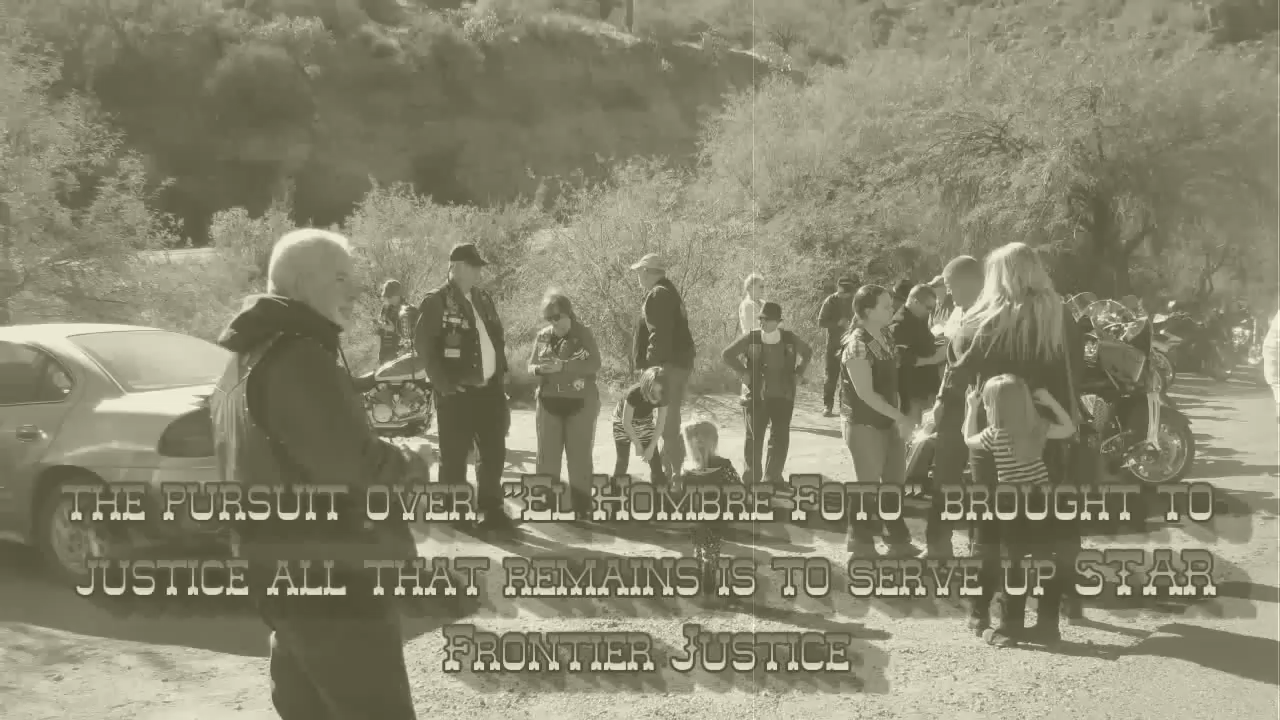 the pursuit over "El Hombre Foto" brought to
justice all that remains is to serve up STAR
Frontier Justice